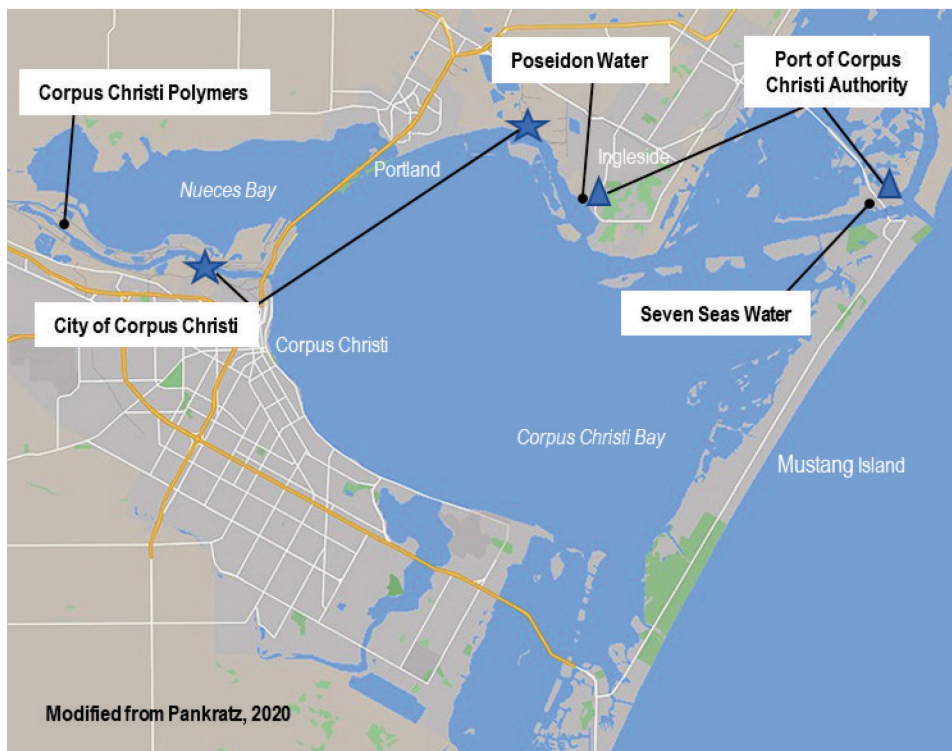 Poseidon Water
Port of Corpus
Christi Authority
Corpus Christi Polymers
Portland
Ingleside
Nueces Bay
City of Corpus Christi
Seven Seas Water
Corpus Christi
Corpus Christi Bay
Mustang Island
Modified from Pankratz, 2020